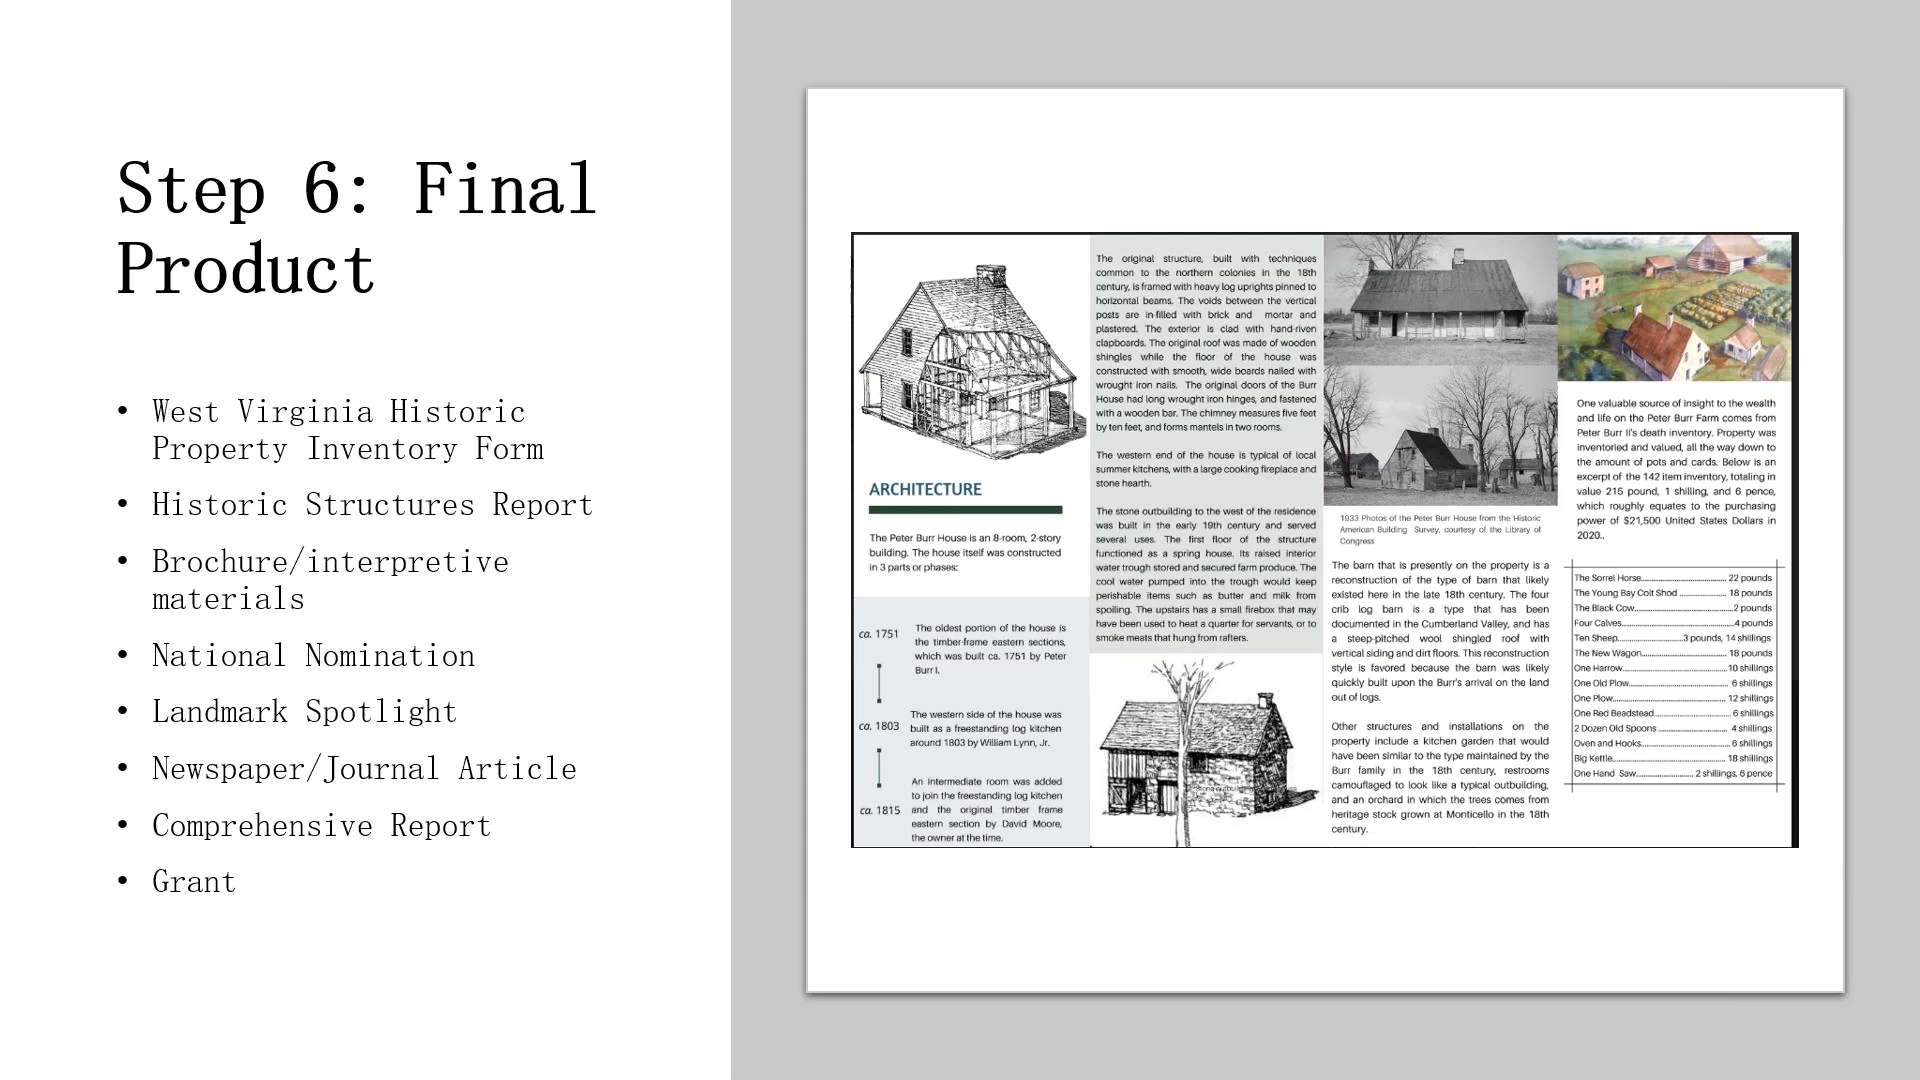 Step 6: Final
Product
• West Virginia Historic
Property Inventory Form
• Historic Structures Report
• Brochure/interpretive
materials
• National Nomination
• Landmark Spotlight
• Newspaper/Journal Article
• Comprehensive Report
• Grant
ARCHITECTURE
The Peter Burr House is an 8-room, 2-story
building. The house itself was constructed
in 3 parts or phases:
ca. 1751
The oldest portion of the house is
the timber-frame eastern sections,
which was built ca. 1751 by Peter
Burr I.
ca. 1803
The western side of the house was
built as a freestanding log kitchen
around 1803 by William Lynn, Jr.
ca. 1815
An intermediate room was added
to join the freestanding log kitchen
and the original timber frame
eastern section by David Moore,
the owner at the time.
The original structure, built with techniques
common to the northern colonies in the 18th
century, is framed with heavy log uprights pinned to
horizontal beams. The voids between the vertical
posts are in-filled with brick and mortar and
plastered. The exterior is clad with hand-riven
clapboards. The original roof was made of wooden
shingles while the floor of the house was
constructed with smooth, wide boards nailed with
wrought iron nails. The original doors of the Burr
House had long wrought iron hinges, and fastened
with a wooden bar. The chimney measures five feet
by ten feet, and forms mantels in two rooms.
The western end of the house is typical of local
summer kitchens, with a large cooking fireplace and
stone hearth.
The stone outbuilding to the west of the residence
was built in the early 19th century and served
several uses. The first floor of the structure
functioned as a spring house. Its raised interior
water trough stored and secured farm produce. The
cool water pumped into the trough would keep
perishable items such as butter and milk from
spoiling. The upstairs has a small firebox that may
have been used to heat a quarter for servants, or to
smoke meats that hung from rafters.
1933 Photos of the Peter Burr House from the Historic
American Building Survey, courtesy of the Library of
Congress
The barn that is presently on the property is a
reconstruction of the type of barn that likely
existed here in the late 18th century. The four
crib log barn is a type that has been
documented in the Cumberland Valley, and has
a steep-pitched wool shingled roof with
vertical siding and dirt floors. This reconstruction
style is favored because the barn was likely
quickly built upon the Burr's arrival on the land
out of logs.
Other structures and installations on the
property include a kitchen garden that would
have been similar to the type maintained by the
Burr family in the 18th century, restrooms
camouflaged to look like a typical outbuilding,
and an orchard in which the trees comes from
heritage stock grown at Monticello in the 18th
century.
One valuable source of insight to the wealth
and life on the Peter Burr Farm comes from
Peter Burr II's death inventory. Property was
inventoried and valued, all the way down to
the amount of pots and cards. Below is an
excerpt of the 142 item inventory, totaling in
value 215 pound, 1 shilling, and 6 pence,
which roughly equates to the purchasing
power of $21,500 United States Dollars in
2020..
The Sorrel Horse........ 22 pounds
The Young Bay Colt Shod ........ 18 pounds
The Black Cow........2 pounds
Four Calves........4 pounds
Ten Sheep........3 pounds, 14 shillings
The New Wagon........ 18 pounds
One Harrow........10 shillings
One Old Plow........ 6 shillings
One Plow........ 12 shillings
One Red Beadstead........ 6 shillings
2 Dozen Old Spoons ........ 4 shillings
Oven and Hooks........ 6 shillings
Big Kettle........ 18 shillings
One Hand Saw........ 2 shillings, 6 pence